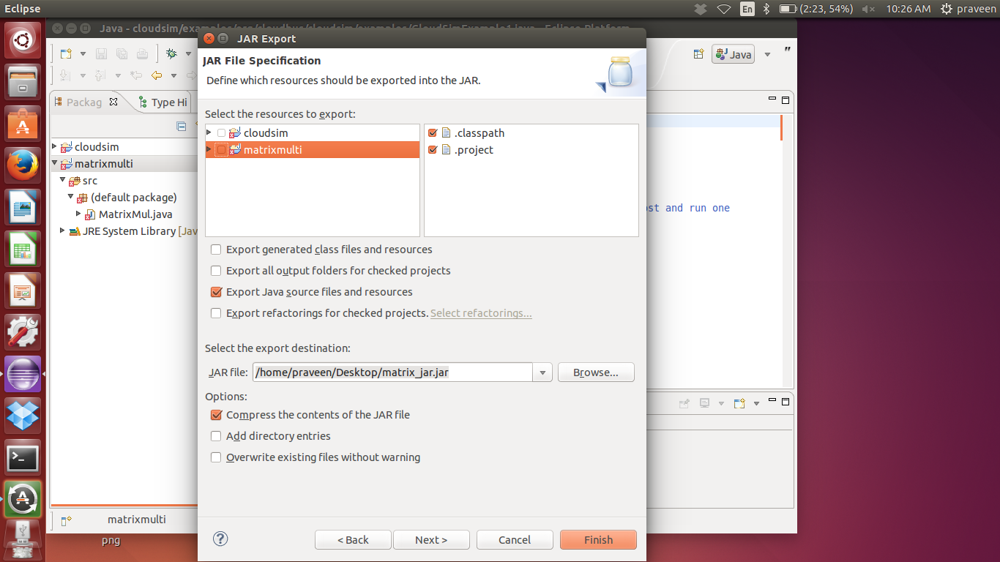 Eclipse
En
(2:23, 54%)
10:26 AM
praveen
Java - cloudsim/examples/org/cloudbus/cloudsim/examples/CloudSimExample1.java - Eclipse Platform
JAR Export
JAR File Specification
Define which resources should be exported into the JAR.
Java
”
Packag
Type Hi
Select the resources to export:
cloudsim
matrixmulti
.classpath
.project
cloudsim
matrixmulti
src
(default package)
MatrixMul.java
JRE System Library [Jav
ost and run one
Export generated class files and resources
Export all output folders for checked projects
Export Java source files and resources
Export refactorings for checked projects. Select refactorings...
Select the export destination:
JAR file: /home/praveen/Desktop/matrix_jar.jar
Browse...
Options:
Compress the contents of the JAR file
Add directory entries
Overwrite existing files without warning
matrixmulti
< Back
Next >
Cancel
Finish
png